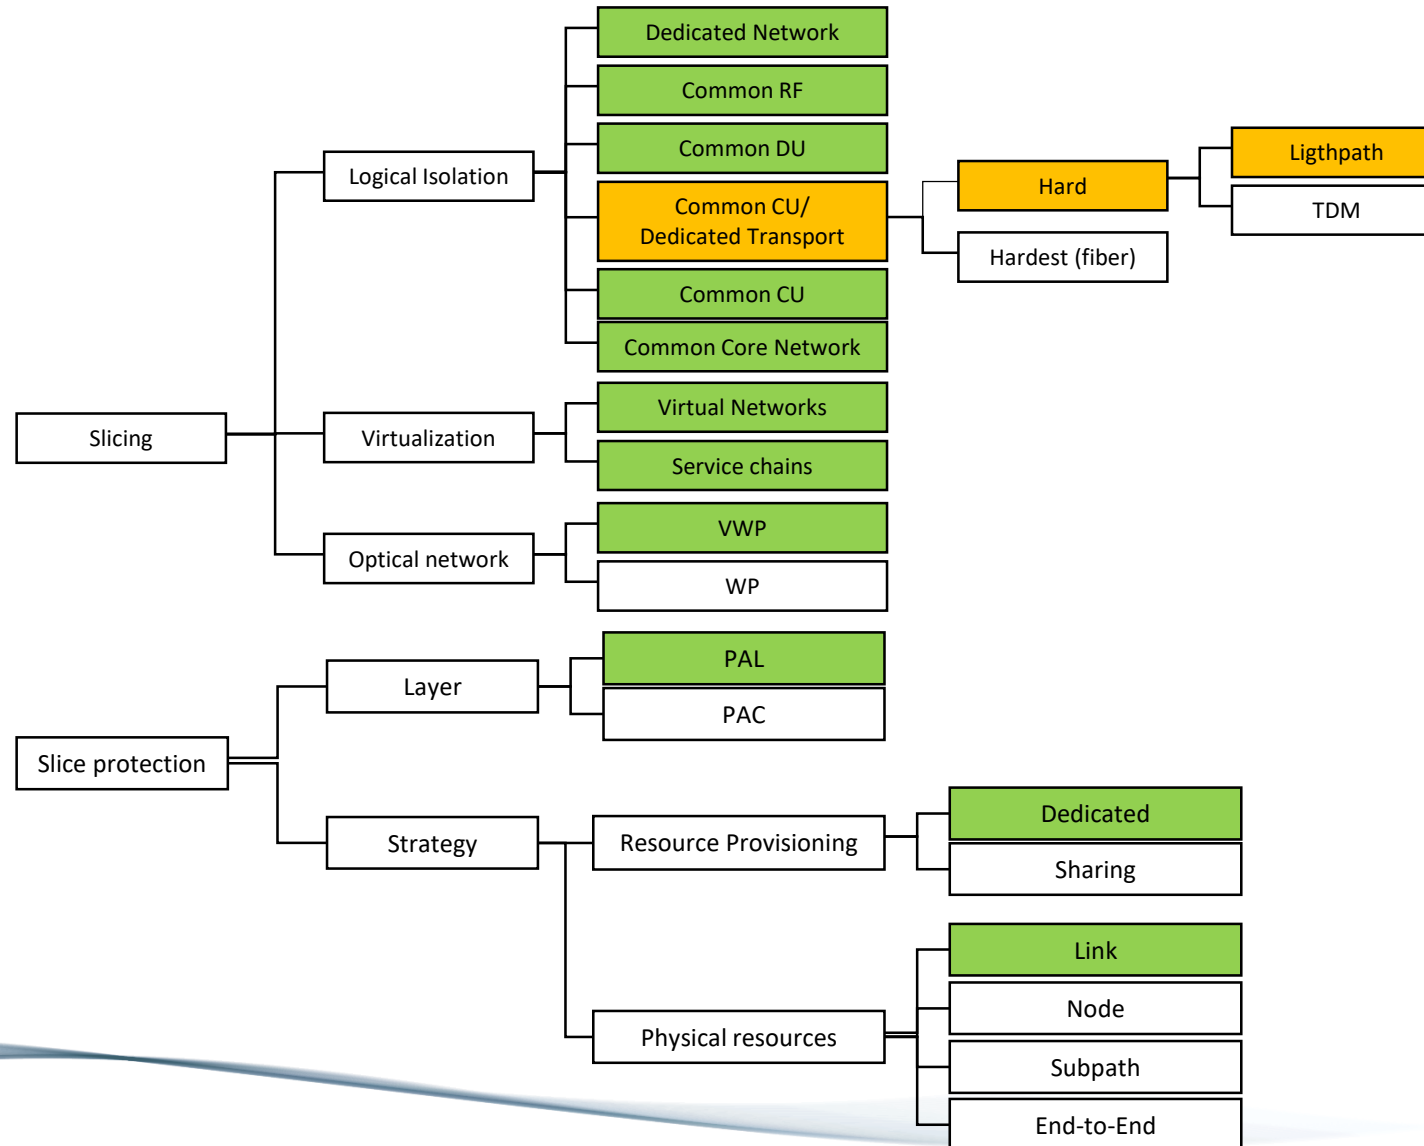 Dedicated Network
Common RF
Common DU
Logical Isolation
Common CU/
Dedicated Transport
Hard
Ligthpath
TDM
Hardest (fiber)
Common CU
Common Core Network
Slicing
Virtualization
Virtual Networks
Service chains
Optical network
VWP
WP
Slice protection
Layer
PAL
PAC
Strategy
Resource Provisioning
Dedicated
Sharing
Physical resources
Link
Node
Subpath
End-to-End